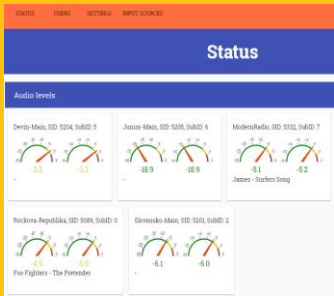 STATUS USERS SETTINGS INPUT SOURCES
Status
Audio levels
Devin-Main, SID: 5204, SubID: 5
-2.2 -2.2
-
Junior-Main, SID: 5205, SubID: 6
-18.9 -18.9
-
ModernRadio, SID: 5332, SubID: 7
-5.1 -5.2
James - Surfers Song
Rockova-Republika, SID: 5089, SubID: 0
-4.9 -5.0
Foo Fighters - The Pretender
Slovensko-Main, SID: 5201, SubID: 2
-6.1 -6.0
-